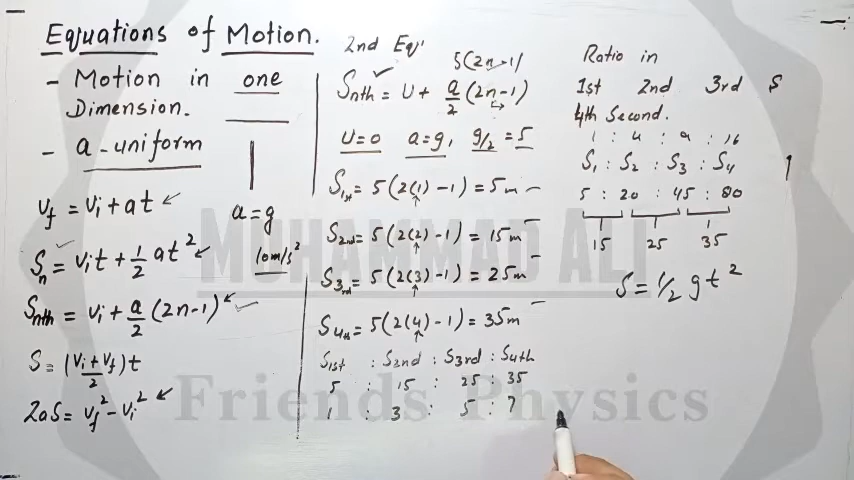 Equations of Motion.
- Motion in one
Dimension.
- a-uniform
a = g
10 m/s²
vf = vi + at
Sn = vit + 1/2 at²
Snth = vi + a/2 (2n-1)
S = (vi + vf / 2) t
2aS = vf² - vi²
2nd Eqⁿ
5(2n-1)
Snth = U + a/2 (2n-1)
U=0 a=g, g/2 = 5
S1st = 5(2(1)-1) = 5m
S2nd = 5(2(2)-1) = 15m
S3rd = 5(2(3)-1) = 25m
S4th = 5(2(4)-1) = 35m
S1st : S2nd : S3rd : S4th
5 : 15 : 25 : 35
1 : 3 : 5 : 7
Ratio in
1st 2nd 3rd S
4th Second.
1 : 4 : 9 : 16
S1 : S2 : S3 : S4
5 : 20 : 45 : 80
15 25 35
S = 1/2 gt²
MUHAMMAD ALI
Friends Physics